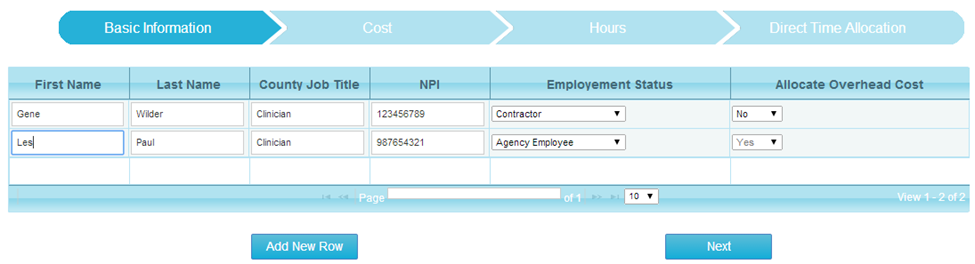 Basic Information Cost Hours Direct Time Allocation
First Name Last Name County Job Title NPI Employement Status Allocate Overhead Cost
Gene Wilder Clinician 123456789 Contractor No
Les Paul Clinician 987654321 Agency Employee Yes
Page of 1 10 View 1 - 2 of 2
Add New Row Next